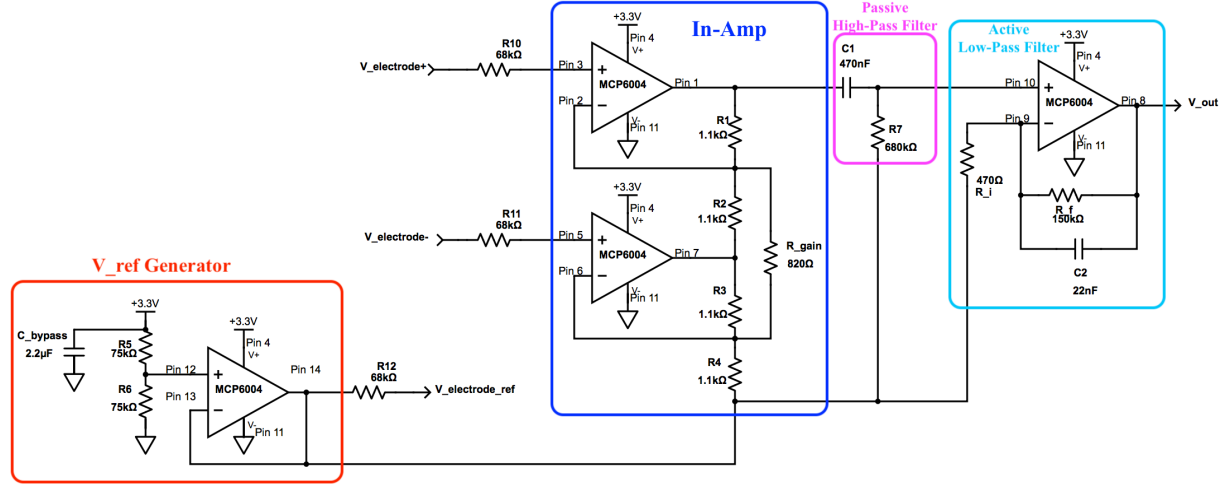 In-Amp
Passive
High-Pass Filter
Active
Low-Pass Filter
+3.3V
Pin 4
V+
R10
68kΩ
V_electrode+
Pin 3
+
MCP6004
Pin 1
Pin 2
−
V-
Pin 11
R1
1.1kΩ
C1
470nF
R7
680kΩ
+3.3V
Pin 4
V+
Pin 10
+
MCP6004
Pin 8
V_out
Pin 9
−
V-
Pin 11
470Ω
R_i
R_f
150kΩ
C2
22nF
+3.3V
Pin 4
V+
R11
68kΩ
V_electrode-
Pin 5
+
MCP6004
Pin 7
Pin 6
−
V-
Pin 11
R2
1.1kΩ
R_gain
820Ω
R3
1.1kΩ
R4
1.1kΩ
V_ref Generator
+3.3V
C_bypass
2.2µF
R5
75kΩ
R6
75kΩ
+3.3V
Pin 4
V+
Pin 12
+
MCP6004
Pin 14
Pin 13
−
V-
Pin 11
R12
68kΩ
V_electrode_ref